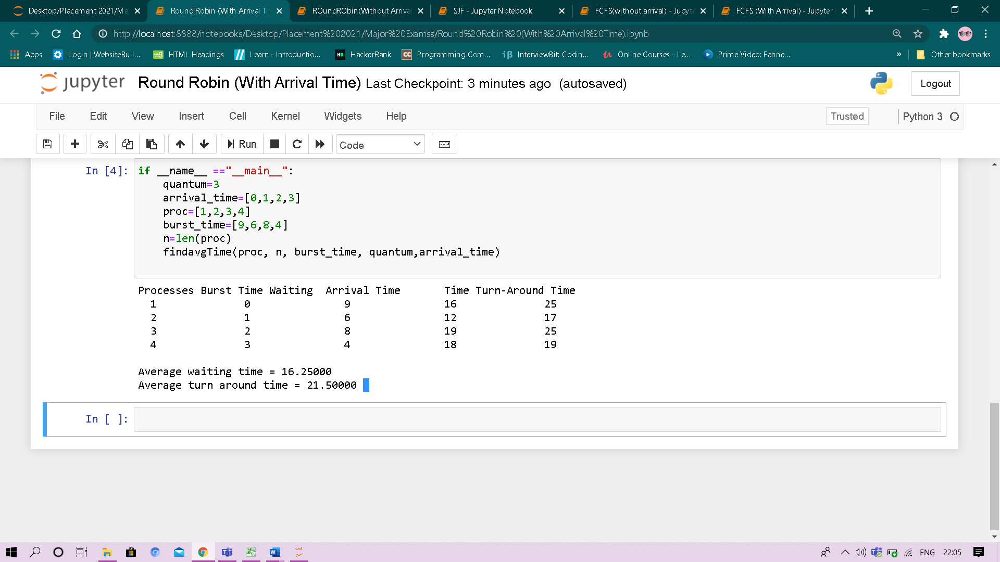 Desktop/Placement 2021/Ma
Round Robin (With Arrival Tir
ROundRObin(Without Arriva
SJF - Jupyter Notebook
FCFS(without arrival) - Jupyte
FCFS (With Arrival) - Jupyter
http://localhost:8888/notebooks/Desktop/Placement%202021/Major%20Examss/Round%20Robin%20(With%20Arrival%20Time).ipynb
Apps
Login | WebsiteBuil...
HTML Headings
Learn - Introductio...
HackerRank
Programming Com...
InterviewBit: Codin...
Online Courses - Le...
Prime Video: Fanne...
»
Other bookmarks
jupyter Round Robin (With Arrival Time) Last Checkpoint: 3 minutes ago (autosaved)
Logout
File Edit View Insert Cell Kernel Widgets Help
Trusted
Python 3
Run
Code
In [4]: if __name__ =="__main__":
quantum=3
arrival_time=[0,1,2,3]
proc=[1,2,3,4]
burst_time=[9,6,8,4]
n=len(proc)
findavgTime(proc, n, burst_time, quantum,arrival_time)
Processes Burst Time Waiting Arrival Time Time Turn-Around Time
1 0 9 16 25
2 1 6 12 17
3 2 8 19 25
4 3 4 18 19
Average waiting time = 16.25000
Average turn around time = 21.50000
In [ ]:
ENG 22:05